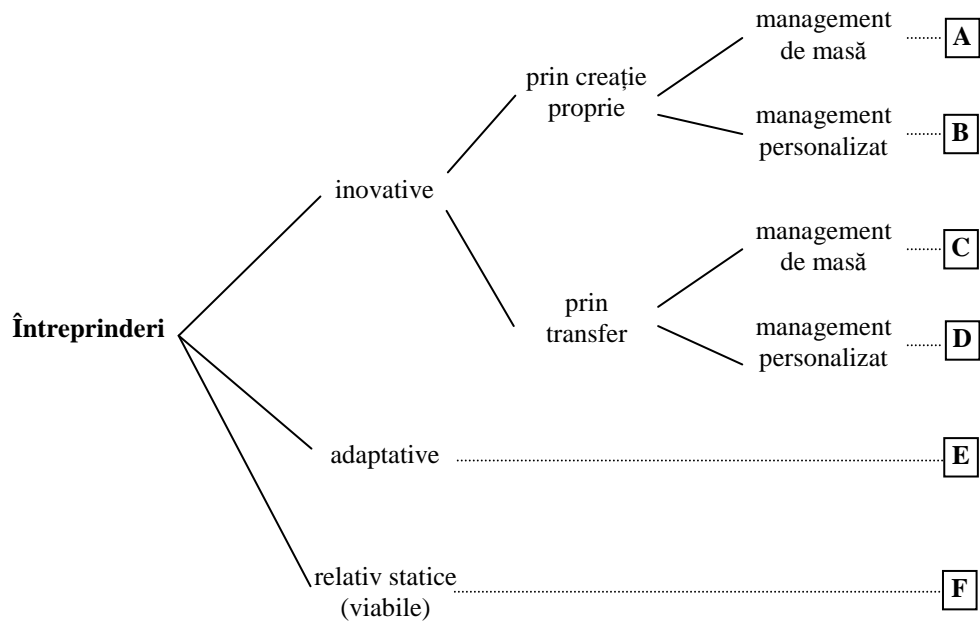 management
de masă
A
prin creație
proprie
management
personalizat
B
inovative
management
de masă
C
prin
transfer
management
personalizat
D
Întreprinderi
adaptative
E
relativ statice
(viabile)
F